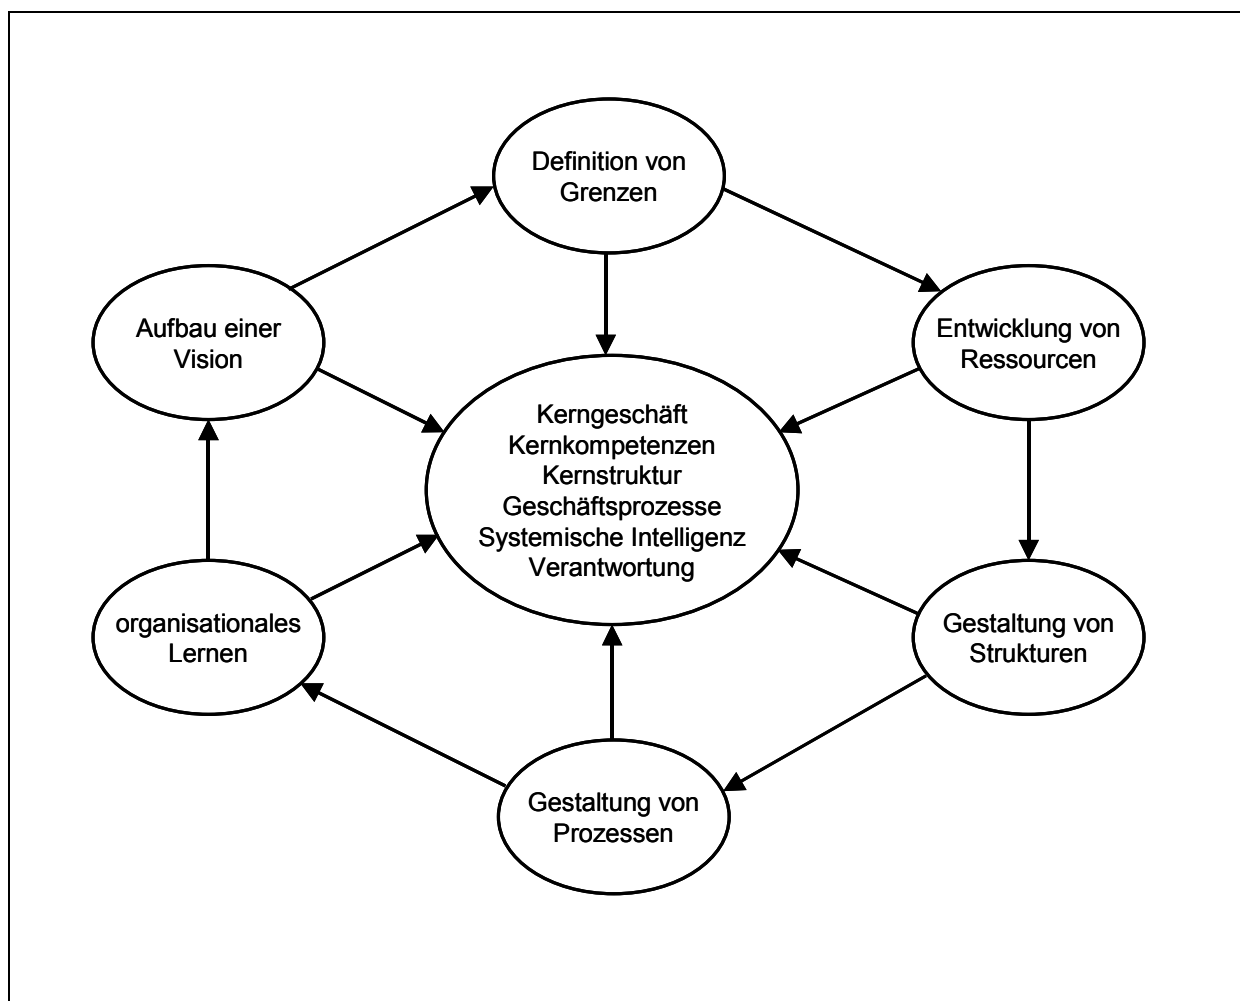 Definition von
Grenzen
Aufbau einer
Vision
Entwicklung von
Ressourcen
Kerngeschäft
Kernkompetenzen
Kernstruktur
Geschäftsprozesse
Systemische Intelligenz
Verantwortung
organisationales
Lernen
Gestaltung von
Strukturen
Gestaltung von
Prozessen